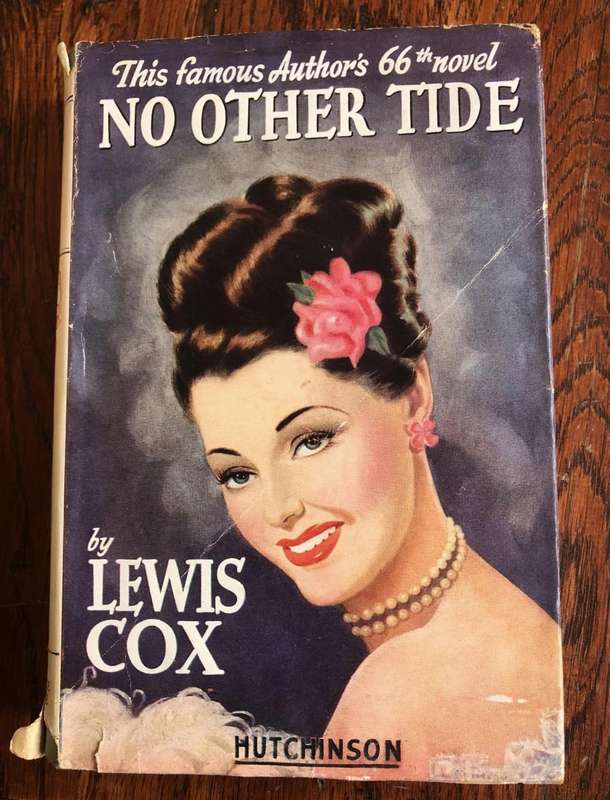 This famous Author's 66th novel
NO OTHER TIDE
by
LEWIS
COX
HUTCHINSON